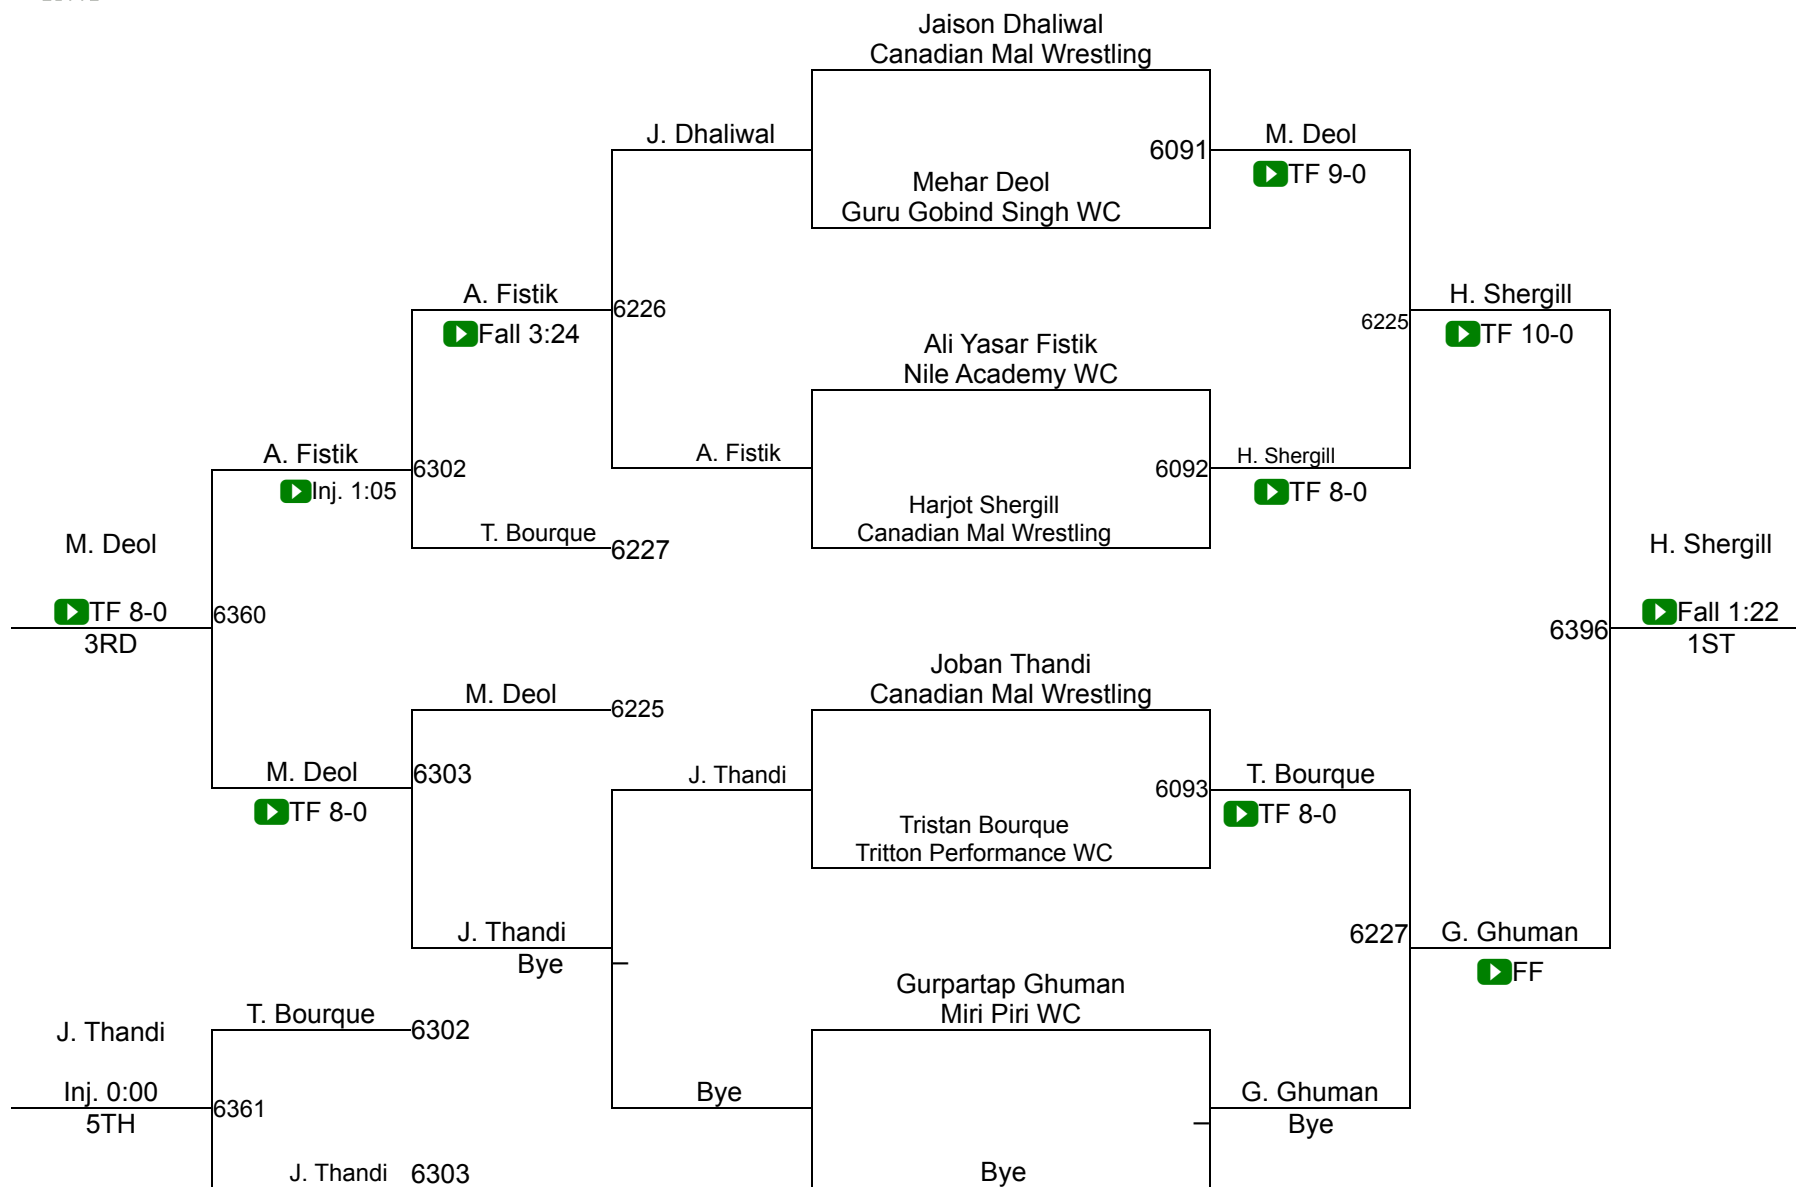 Jaison Dhaliwal
Canadian Mal Wrestling
J. Dhaliwal
6091
M. Deol
TF 9-0
Mehar Deol
Guru Gobind Singh WC
A. Fistik
6226
Fall 3:24
H. Shergill
6225
TF 10-0
Ali Yasar Fistik
Nile Academy WC
A. Fistik
6302
Inj. 1:05
A. Fistik
6092
H. Shergill
TF 8-0
Harjot Shergill
Canadian Mal Wrestling
T. Bourque
6227
M. Deol
TF 8-0
3RD
6360
H. Shergill
6396
Fall 1:22
1ST
Joban Thandi
Canadian Mal Wrestling
M. Deol
6225
M. Deol
6303
TF 8-0
J. Thandi
6093
T. Bourque
TF 8-0
Tristan Bourque
Tritton Performance WC
J. Thandi
Bye
6227
G. Ghuman
FF
Gurpartap Ghuman
Miri Piri WC
T. Bourque
6302
J. Thandi
Inj. 0:00
5TH
6361
Bye
G. Ghuman
Bye
J. Thandi
6303
Bye